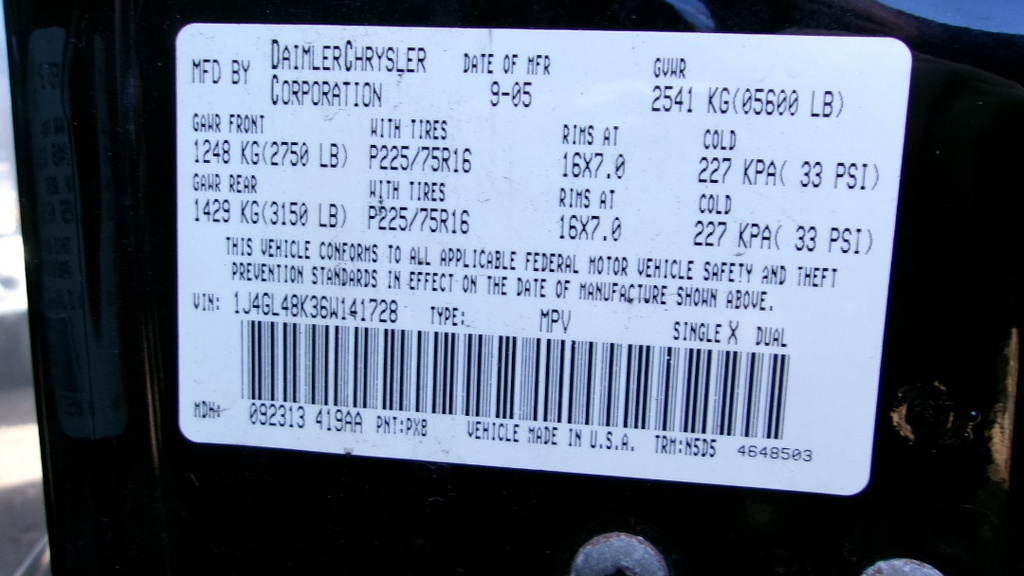 MFD BY DAIMLERCHRYSLER CORPORATION DATE OF MFR 9-05 GVWR 2541 KG(05600 LB)
GAWR FRONT WITH TIRES RIMS AT COLD
1248 KG(2750 LB) P225/75R16 16X7.0 227 KPA( 33 PSI)
GAWR REAR WITH TIRES RIMS AT COLD
1429 KG(3150 LB) P225/75R16 16X7.0 227 KPA( 33 PSI)
THIS VEHICLE CONFORMS TO ALL APPLICABLE FEDERAL MOTOR VEHICLE SAFETY AND THEFT
PREVENTION STANDARDS IN EFFECT ON THE DATE OF MANUFACTURE SHOWN ABOVE.
VIN: 1J4GL48K36W141728 TYPE: MPV SINGLE X DUAL
MDH: 092313 419AA PNT:PX8 VEHICLE MADE IN U.S.A. TRM:N5D5 4648503